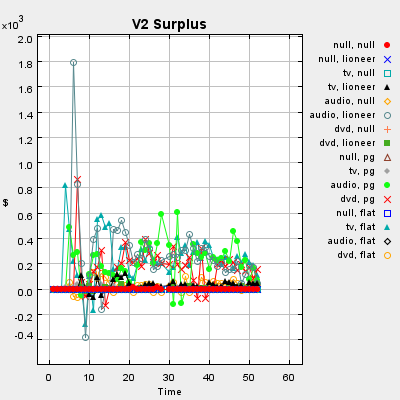 V2 Surplus
x10³
2.0
1.8
1.6
1.4
1.2
1.0
0.8
0.6
0.4
0.2
0.0
-0.2
-0.4
$
0
10
20
30
40
50
60
Time
null, null
null, lioneer
tv, null
tv, lioneer
audio, null
audio, lioneer
dvd, null
dvd, lioneer
null, pg
tv, pg
audio, pg
dvd, pg
null, flat
tv, flat
audio, flat
dvd, flat